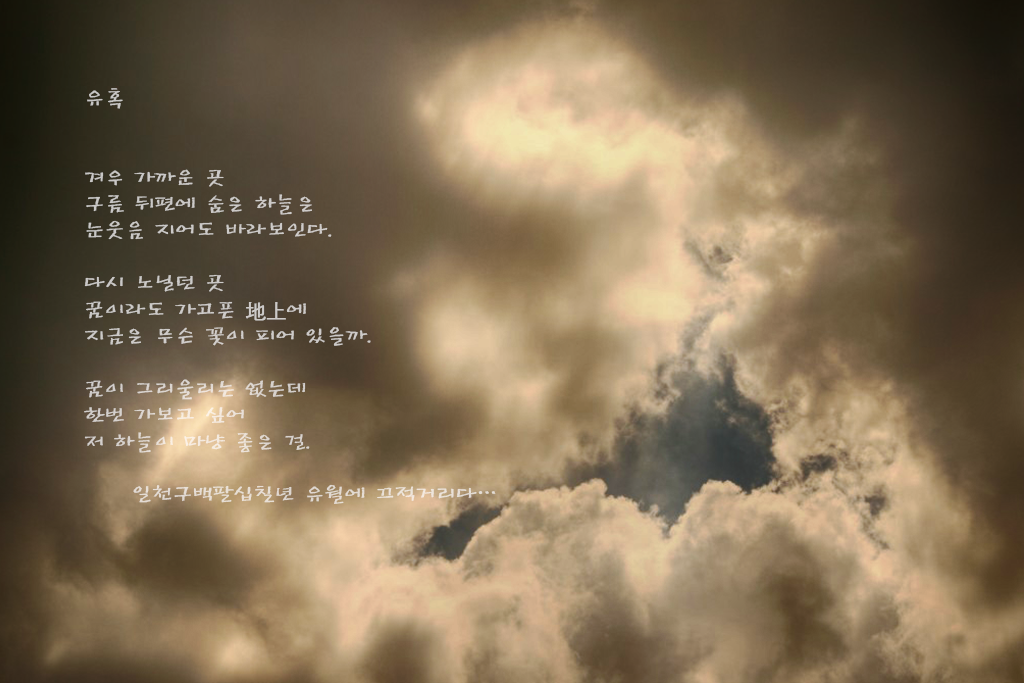 유혹
겨우 가까운 곳
구름 뒤편에 숨은 하늘은
눈웃음 지어도 바라보인다.
다시 노닐던 곳
꿈이라도 가고픈 地上에
지금은 무슨 꽃이 피어 있을까.
꿈이 그리울리는 없는데
한번 가보고 싶어
저 하늘이 마냥 좋은 걸.
일천구백팔십칠년 유월에 끄적거리다…